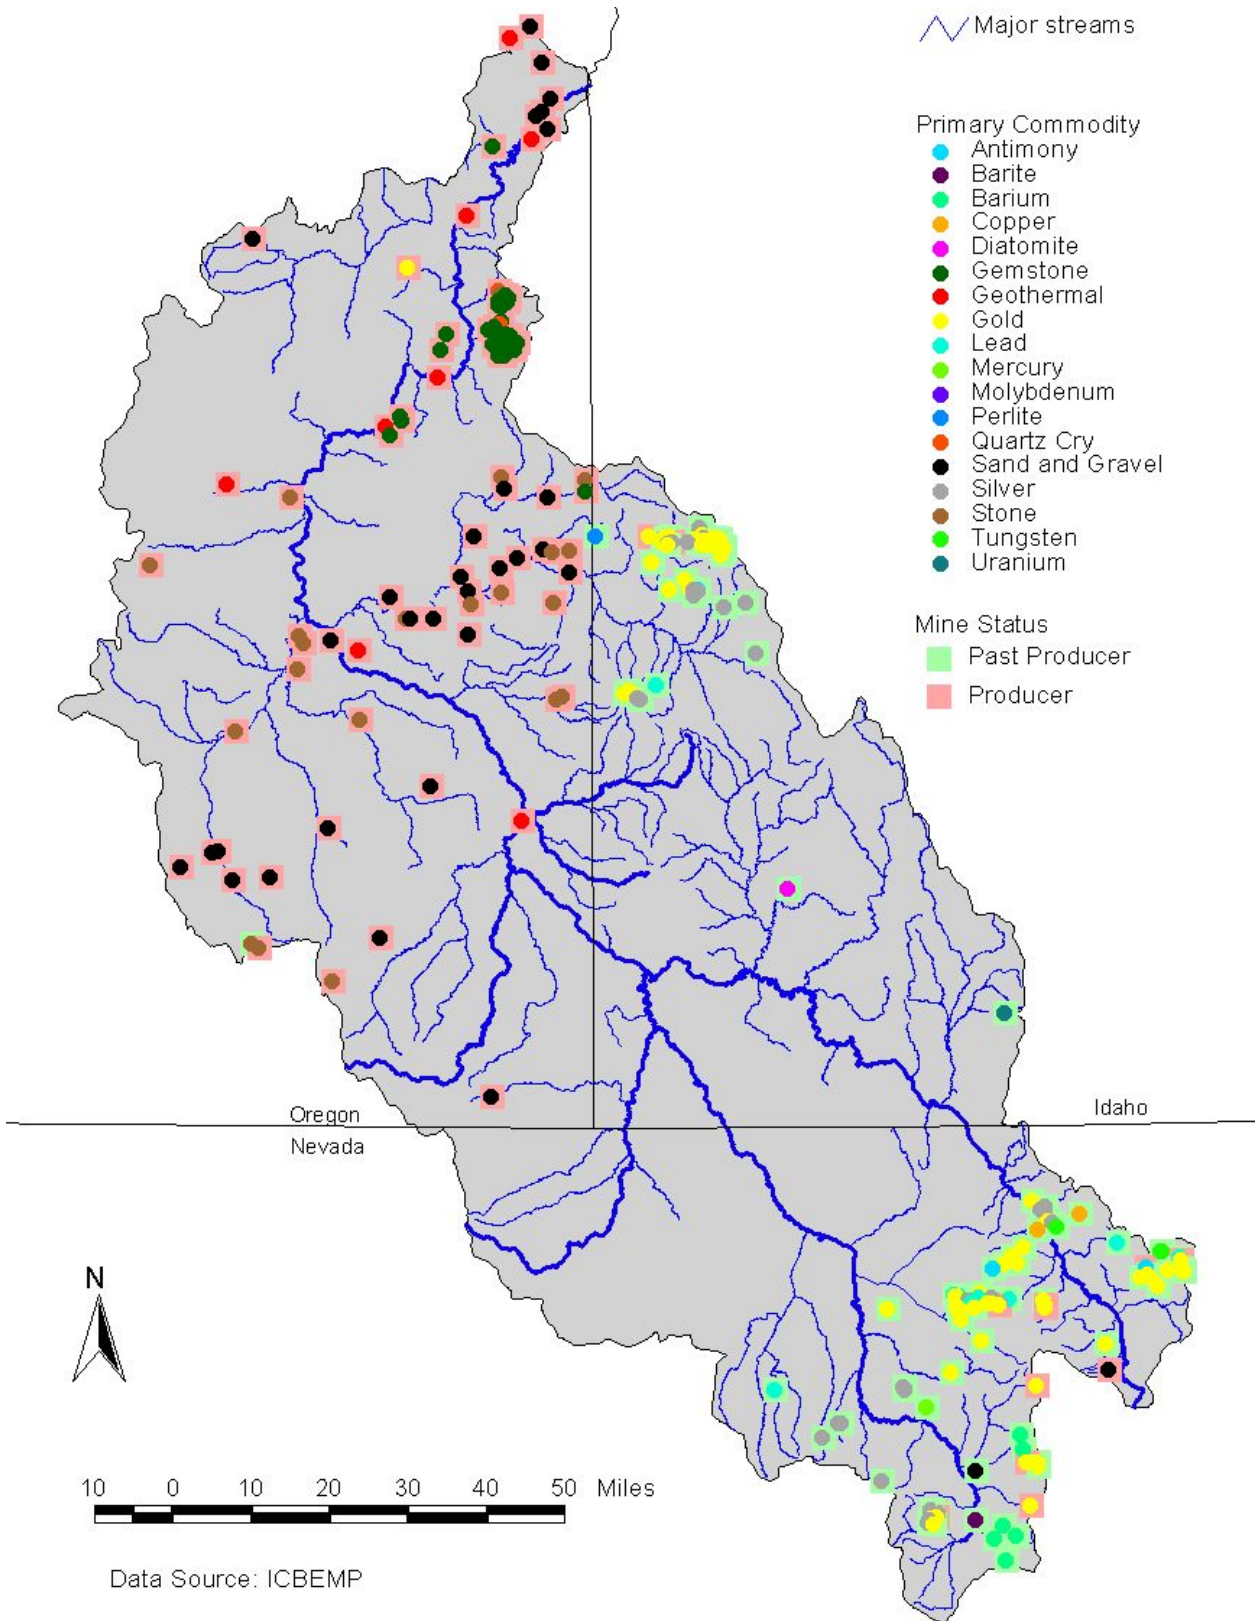 Major streams
Primary Commodity
Antimony
Barite
Barium
Copper
Diatomite
Gemstone
Geothermal
Gold
Lead
Mercury
Molybdenum
Perlite
Quartz Cry
Sand and Gravel
Silver
Stone
Tungsten
Uranium
Mine Status
Past Producer
Producer
Oregon
Idaho
Nevada
N
10 0 10 20 30 40 50 Miles
Data Source: ICBEMP